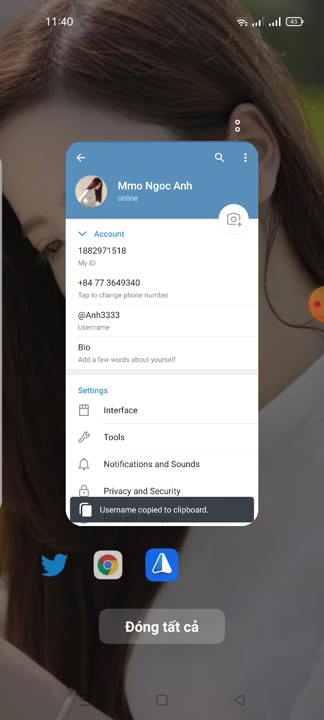 11:40
43
Mmo Ngoc Anh
online
Account
1882971518
My ID
+84 77 3649340
Tap to change phone number
@Anh3333
Username
Bio
Add a few words about yourself
Settings
Interface
Tools
Notifications and Sounds
Privacy and Security
Username copied to clipboard.
Đóng tất cả